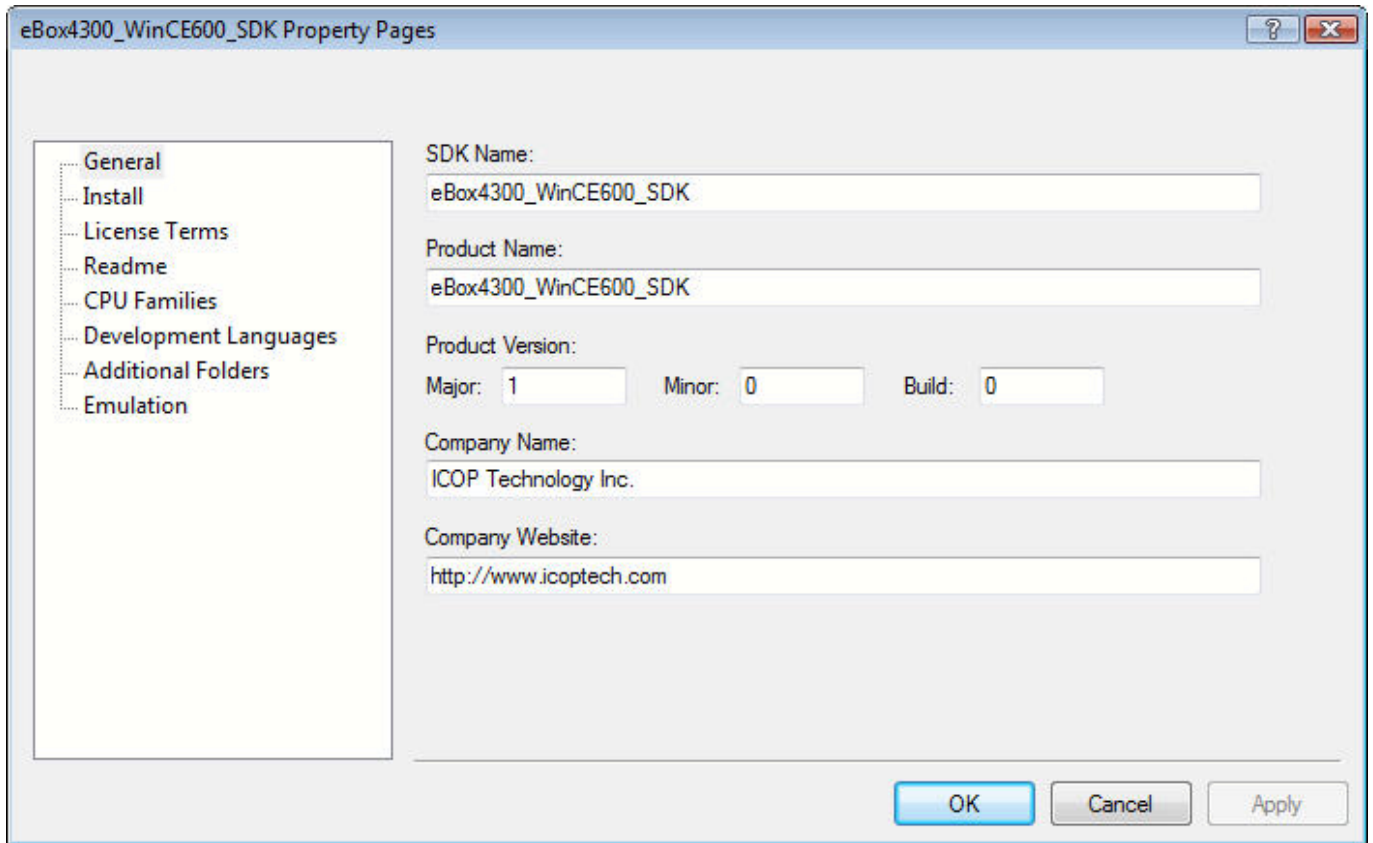 eBox4300_WinCE600_SDK Property Pages
General
Install
License Terms
Readme
CPU Families
Development Languages
Additional Folders
Emulation
SDK Name:
eBox4300_WinCE600_SDK
Product Name:
eBox4300_WinCE600_SDK
Product Version:
Major: 1 Minor: 0 Build: 0
Company Name:
ICOP Technology Inc.
Company Website:
http://www.icoptech.com
OK Cancel Apply